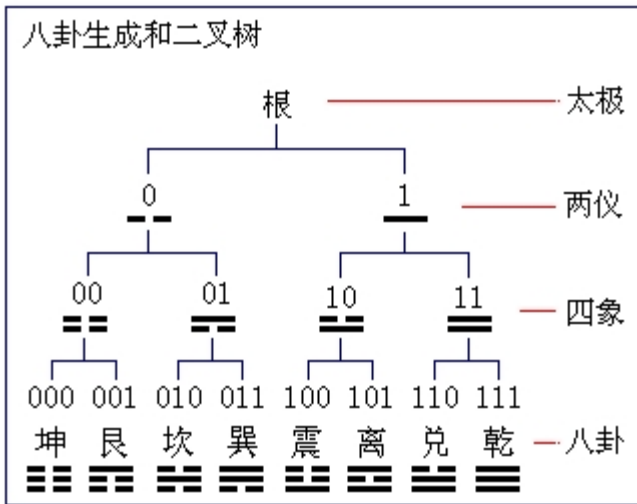 八卦生成和二叉树
根 太极
0 1 两仪
00 01 10 11 四象
000 001 010 011 100 101 110 111
坤 艮 坎 巽 震 离 兑 乾 八卦